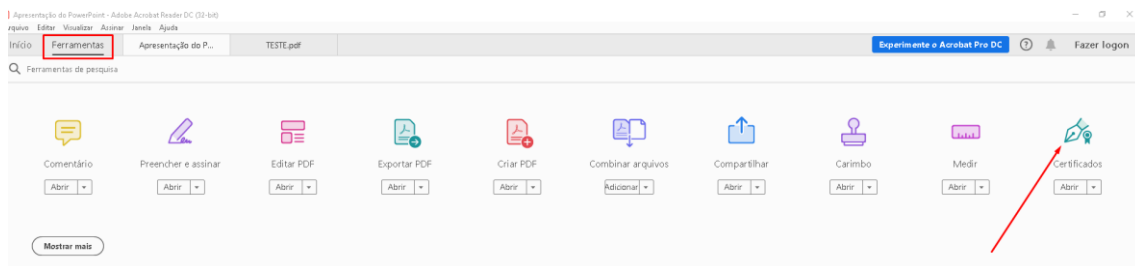 Apresentação do PowerPoint - Adobe Acrobat Reader DC (32-bit)
rquivo Editar Visualizar Assinar Janela Ajuda
Início Ferramentas Apresentação do P... TESTE.pdf Experimente o Acrobat Pro DC ? Fazer logon
Ferramentas de pesquisa
Comentário Preencher e assinar Editar PDF Exportar PDF Criar PDF Combinar arquivos Compartilhar Carimbo Medir Certificados
Abrir Abrir Abrir Abrir Abrir Adicionar Abrir Abrir Abrir Abrir
Mostrar mais